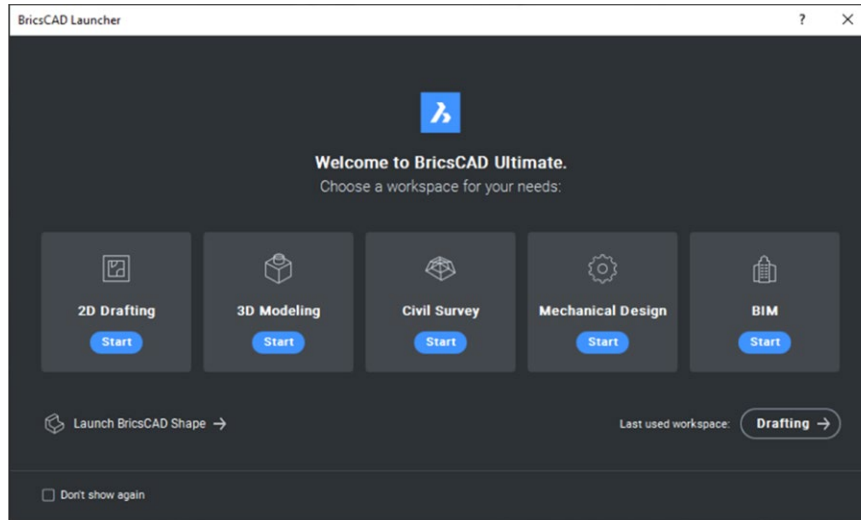 BricsCAD Launcher
Welcome to BricsCAD Ultimate.
Choose a workspace for your needs:
2D Drafting
3D Modeling
Civil Survey
Mechanical Design
BIM
Start
Start
Start
Start
Start
Launch BricsCAD Shape
Last used workspace:
Drafting
Don't show again